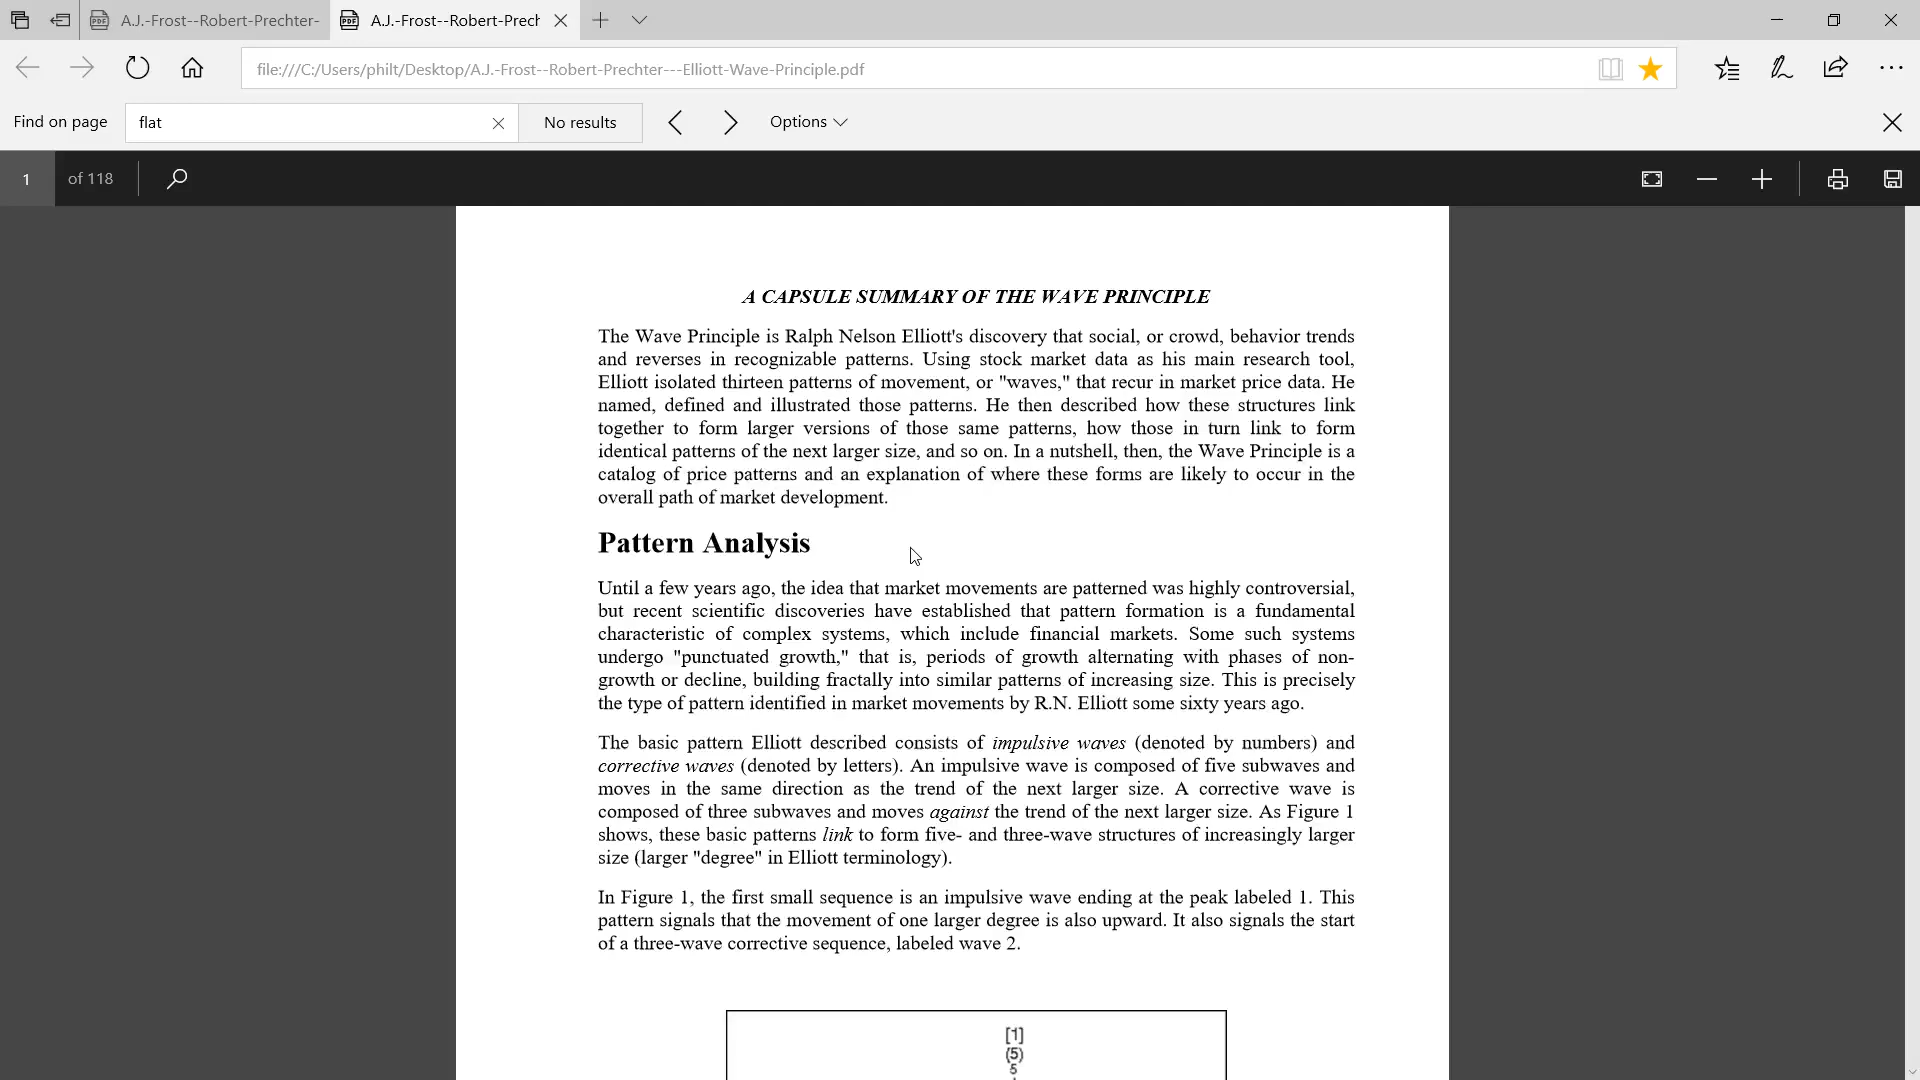 A.J.-Frost--Robert-Prechter-
A.J.-Frost--Robert-Prech
file:///C:/Users/philt/Desktop/A.J.-Frost--Robert-Prechter---Elliott-Wave-Principle.pdf
Find on page
flat
No results
Options
1
of 118
A CAPSULE SUMMARY OF THE WAVE PRINCIPLE
The Wave Principle is Ralph Nelson Elliott's discovery that social, or crowd, behavior trends
and reverses in recognizable patterns. Using stock market data as his main research tool,
Elliott isolated thirteen patterns of movement, or "waves," that recur in market price data. He
named, defined and illustrated those patterns. He then described how these structures link
together to form larger versions of those same patterns, how those in turn link to form
identical patterns of the next larger size, and so on. In a nutshell, then, the Wave Principle is a
catalog of price patterns and an explanation of where these forms are likely to occur in the
overall path of market development.
Pattern Analysis
Until a few years ago, the idea that market movements are patterned was highly controversial,
but recent scientific discoveries have established that pattern formation is a fundamental
characteristic of complex systems, which include financial markets. Some such systems
undergo "punctuated growth," that is, periods of growth alternating with phases of non-
growth or decline, building fractally into similar patterns of increasing size. This is precisely
the type of pattern identified in market movements by R.N. Elliott some sixty years ago.
The basic pattern Elliott described consists of impulsive waves (denoted by numbers) and
corrective waves (denoted by letters). An impulsive wave is composed of five subwaves and
moves in the same direction as the trend of the next larger size. A corrective wave is
composed of three subwaves and moves against the trend of the next larger size. As Figure 1
shows, these basic patterns link to form five- and three-wave structures of increasingly larger
size (larger "degree" in Elliott terminology).
In Figure 1, the first small sequence is an impulsive wave ending at the peak labeled 1. This
pattern signals that the movement of one larger degree is also upward. It also signals the start
of a three-wave corrective sequence, labeled wave 2.
[1]
(5)
5